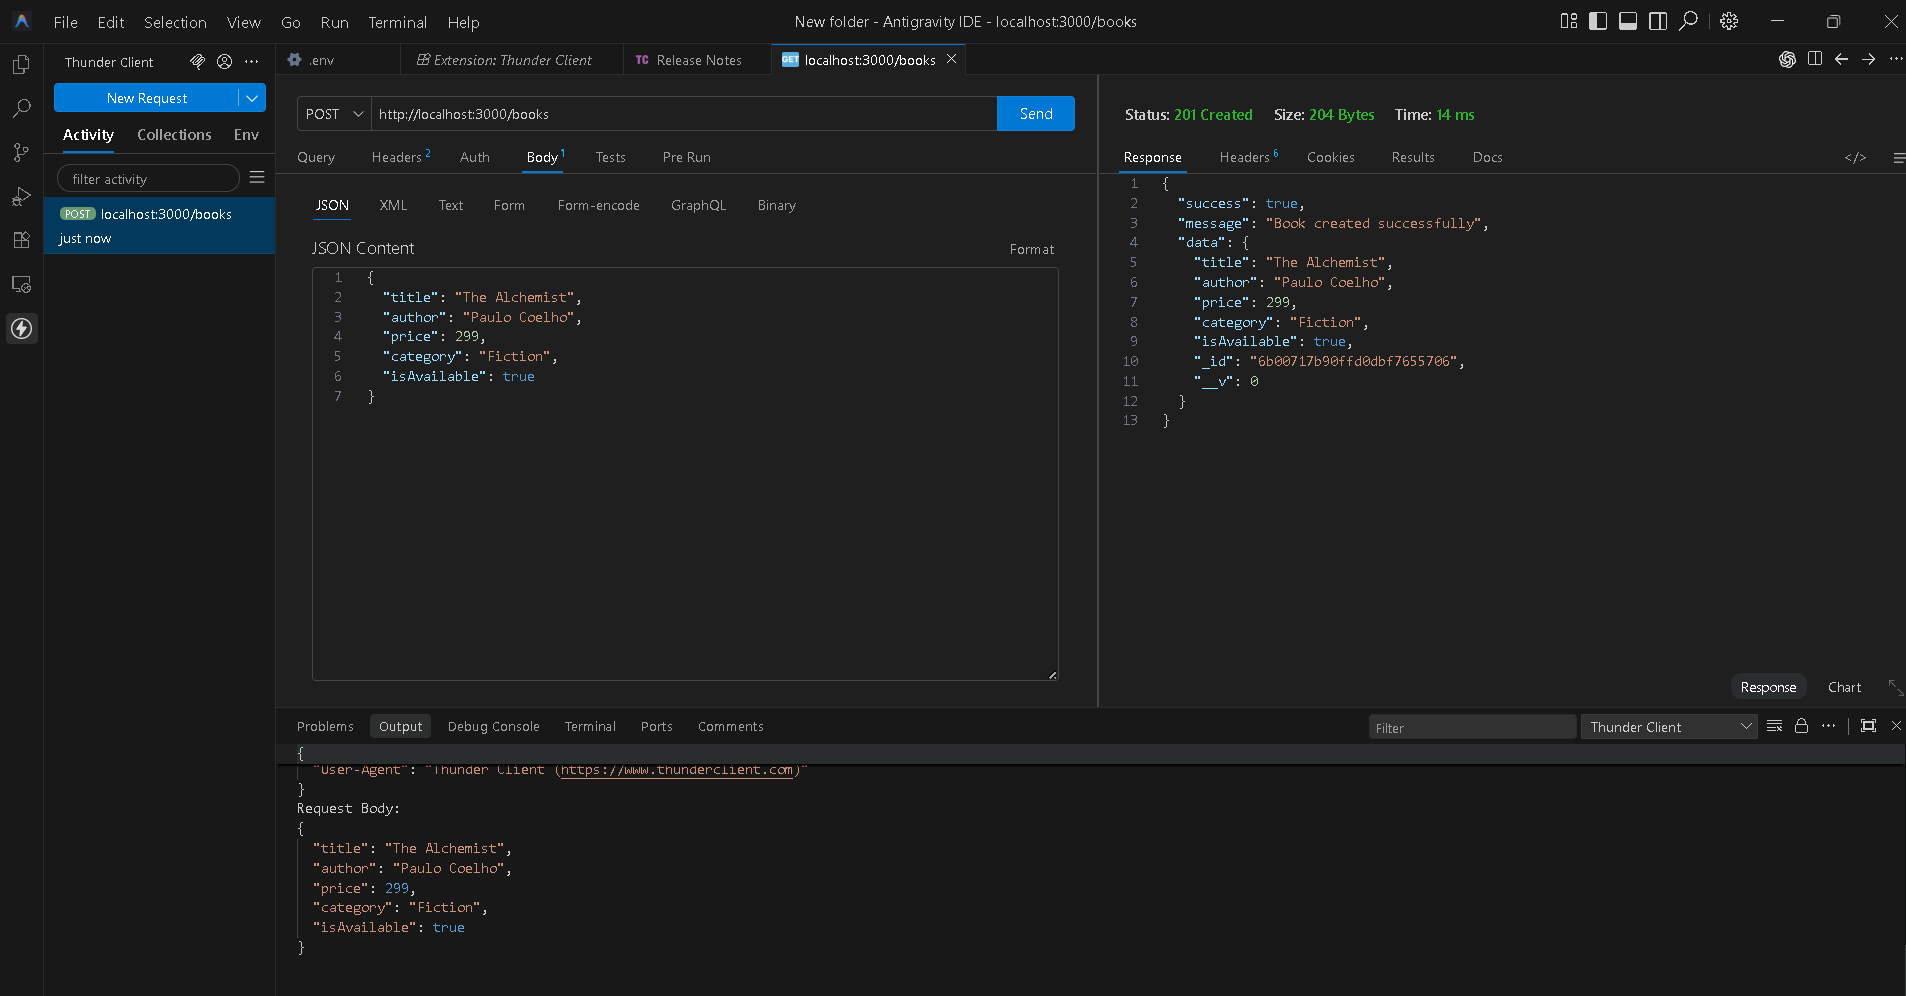 File Edit Selection View Go Run Terminal Help
New folder - Antigravity IDE - localhost:3000/books
Thunder Client
New Request
Activity Collections Env
filter activity
POST localhost:3000/books
just now
.env
Extension: Thunder Client
TC Release Notes
GET localhost:3000/books
POST http://localhost:3000/books Send
Query Headers 2 Auth Body 1 Tests Pre Run
JSON XML Text Form Form-encode GraphQL Binary
JSON Content Format
1 {
2 "title": "The Alchemist",
3 "author": "Paulo Coelho",
4 "price": 299,
5 "category": "Fiction",
6 "isAvailable": true
7 }
Status: 201 Created Size: 204 Bytes Time: 14 ms
Response Headers 6 Cookies Results Docs </>
1 {
2 "success": true,
3 "message": "Book created successfully",
4 "data": {
5 "title": "The Alchemist",
6 "author": "Paulo Coelho",
7 "price": 299,
8 "category": "Fiction",
9 "isAvailable": true,
10 "_id": "6b00717b90ffd0dbf7655706",
11 "__v": 0
12 }
13 }
Response Chart
Problems Output Debug Console Terminal Ports Comments
Filter Thunder Client
{
"User-Agent": "Thunder Client (https://www.thunderclient.com)"
}
Request Body:
{
"title": "The Alchemist",
"author": "Paulo Coelho",
"price": 299,
"category": "Fiction",
"isAvailable": true
}